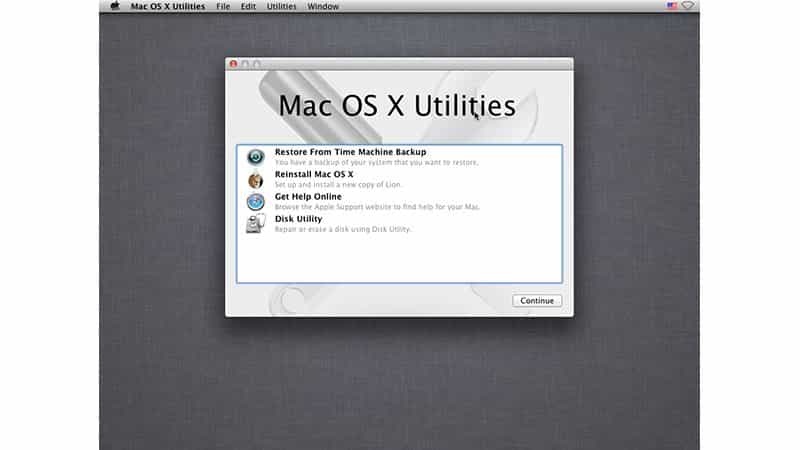 Mac OS X Utilities File Edit Utilities Window
Mac OS X Utilities
Restore From Time Machine Backup
You have a backup of your system that you want to restore.
Reinstall Mac OS X
Set up and install a new copy of Lion.
Get Help Online
Browse the Apple Support website to find help for your Mac.
Disk Utility
Repair or erase a disk using Disk Utility.
Continue